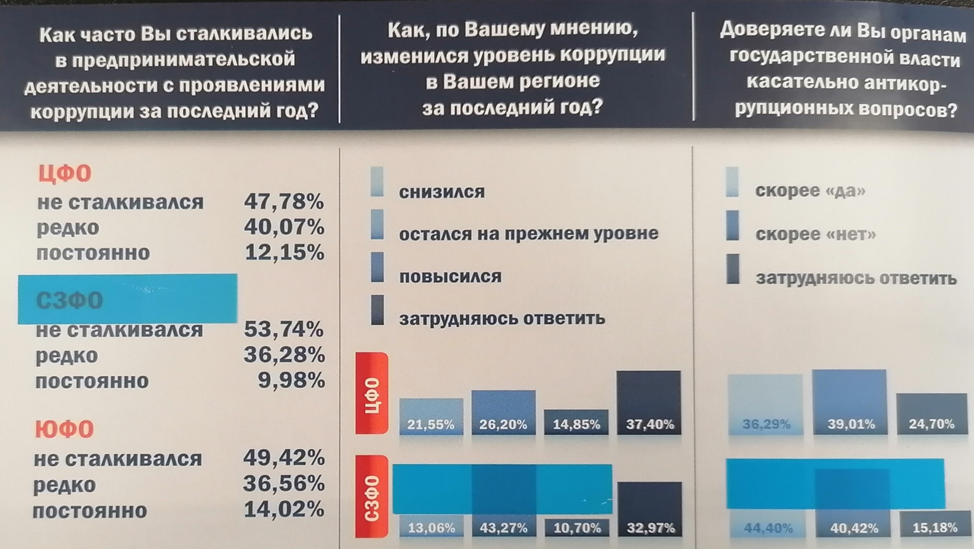 Как часто Вы сталкивались
в предпринимательской
деятельности с проявлениями
коррупции за последний год?
Как, по Вашему мнению,
изменился уровень коррупции
в Вашем регионе
за последний год?
Доверяете ли Вы органам
государственной власти
касательно антикор-
рупционных вопросов?
ЦФО
не сталкивался 47,78%
редко 40,07%
постоянно 12,15%
СЗФО
не сталкивался 53,74%
редко 36,28%
постоянно 9,98%
ЮФО
не сталкивался 49,42%
редко 36,56%
постоянно 14,02%
снизился
остался на прежнем уровне
повысился
затрудняюсь ответить
ЦФО
21,55% 26,20% 14,85% 37,40%
СЗФО
13,06% 43,27% 10,70% 32,97%
скорее «да»
скорее «нет»
затрудняюсь ответить
36,29% 39,01% 24,70%
44,40% 40,42% 15,18%